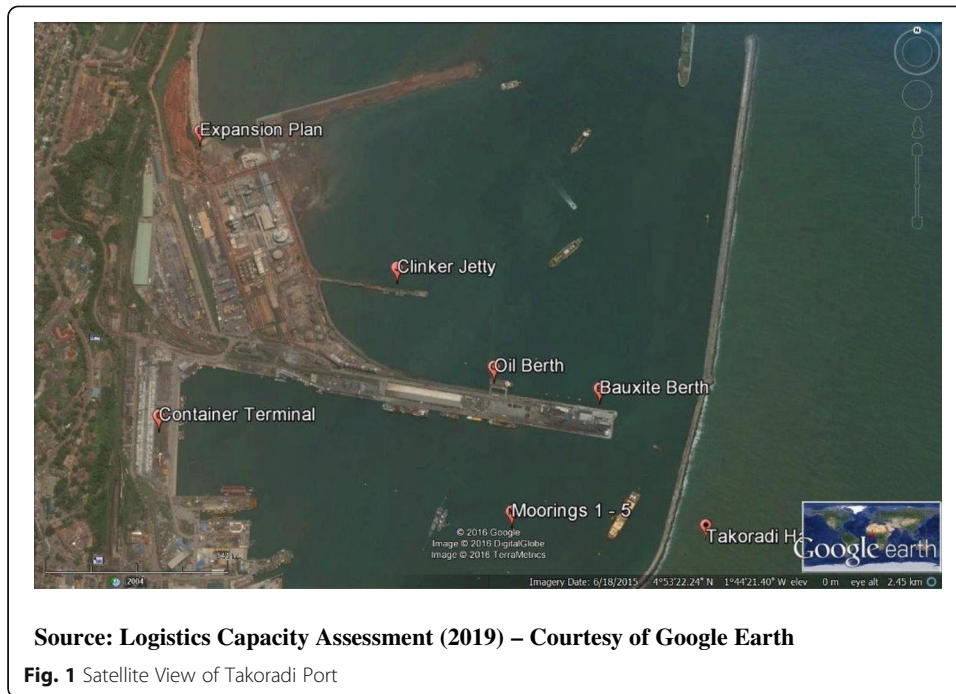 N
Expansion Plan
Clinker Jetty
Oil Berth
Bauxite Berth
Container Terminal
Moorings 1 - 5
Takoradi
© 2016 Google
Image © 2016 DigitalGlobe
Image © 2016 TerraMetrics
Google earth
2004
Imagery Date: 6/18/2015 4°53'22.24" N 1°44'21.40" W elev 0 m eye alt 2.45 km
Source: Logistics Capacity Assessment (2019) – Courtesy of Google Earth
Fig. 1 Satellite View of Takoradi Port